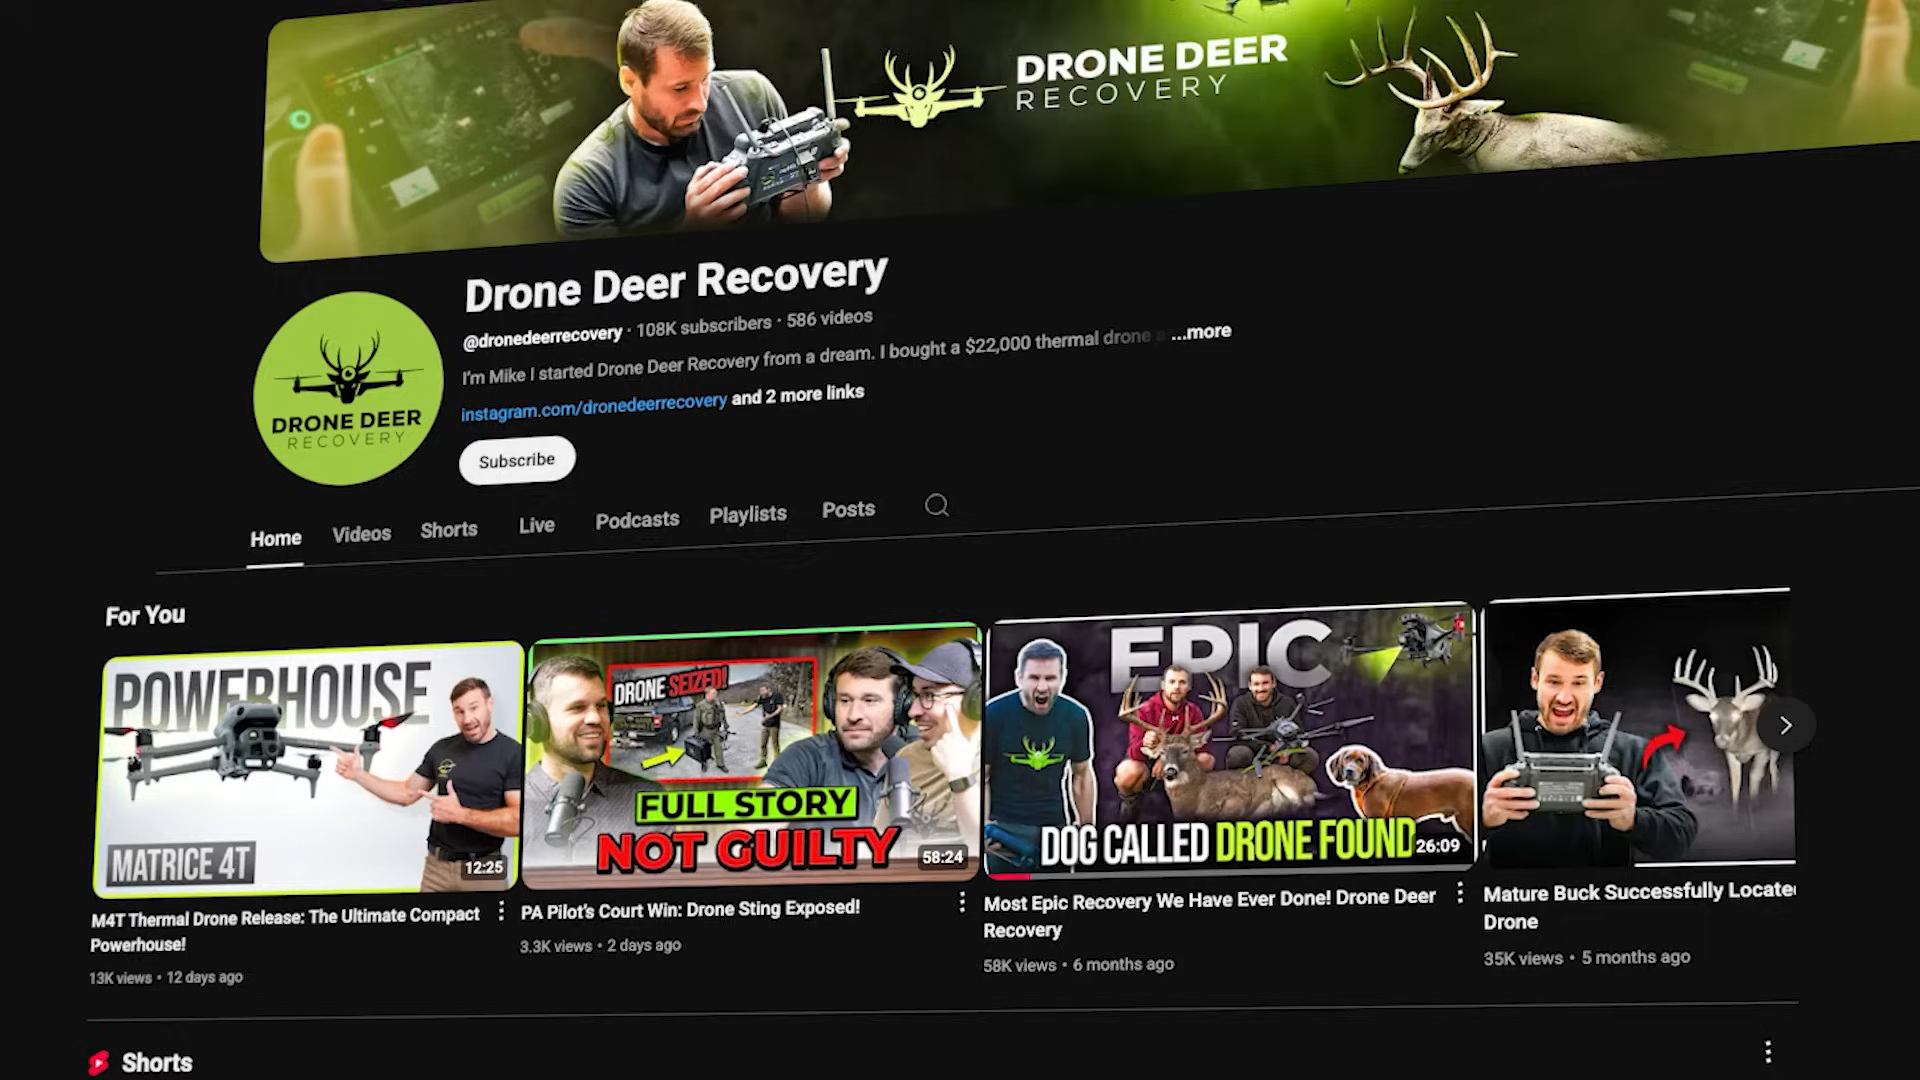 DRONE DEER
RECOVERY
Drone Deer Recovery
@dronedeerrecovery · 108K subscribers · 586 videos
I'm Mike I started Drone Deer Recovery from a dream. I bought a $22,000 thermal drone ...more
instagram.com/dronedeerrecovery and 2 more links
DRONE DEER
RECOVERY
Subscribe
Home Videos Shorts Live Podcasts Playlists Posts
For You
POWERHOUSE
MATRICE 4T
12:25
M4T Thermal Drone Release: The Ultimate Compact
Powerhouse!
13K views • 12 days ago
DRONE SEIZED!
FULL STORY
NOT GUILTY
58:24
PA Pilot's Court Win: Drone Sting Exposed!
3.3K views • 2 days ago
EPIC
DOG CALLED DRONE FOUND
26:09
Most Epic Recovery We Have Ever Done! Drone Deer
Recovery
58K views • 6 months ago
Mature Buck Successfully
Drone
35K views • 5 months ago
Shorts